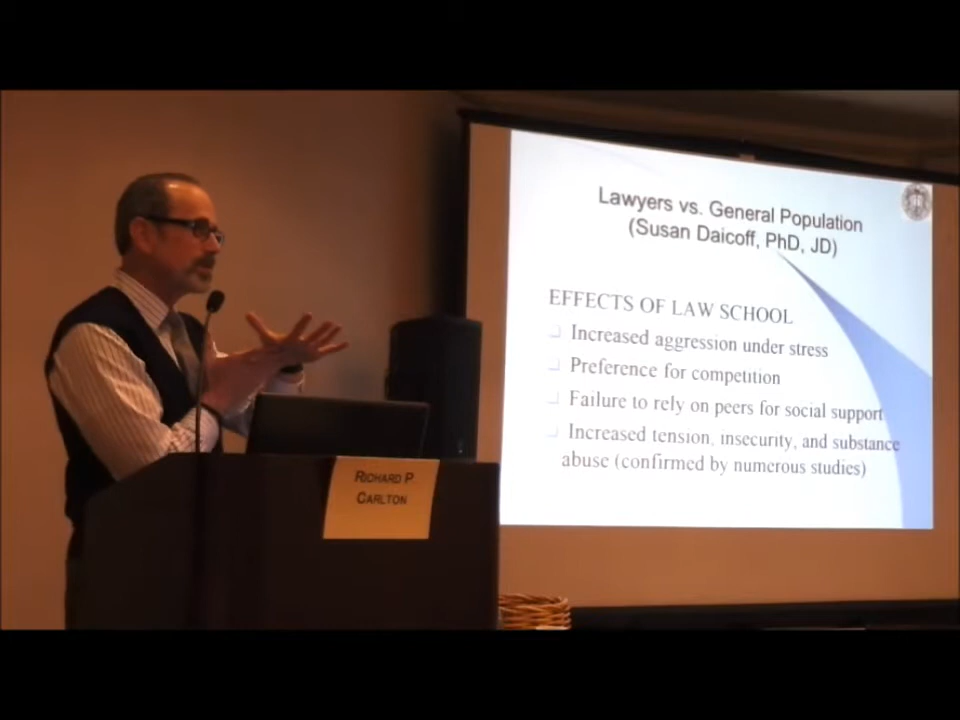 Lawyers vs. General Population
(Susan Daicoff, PhD, JD)
EFFECTS OF LAW SCHOOL
Increased aggression under stress
Preference for competition
Failure to rely on peers for social support
Increased tension, insecurity, and substance
abuse (confirmed by numerous studies)
RICHARD P.
CARLTON